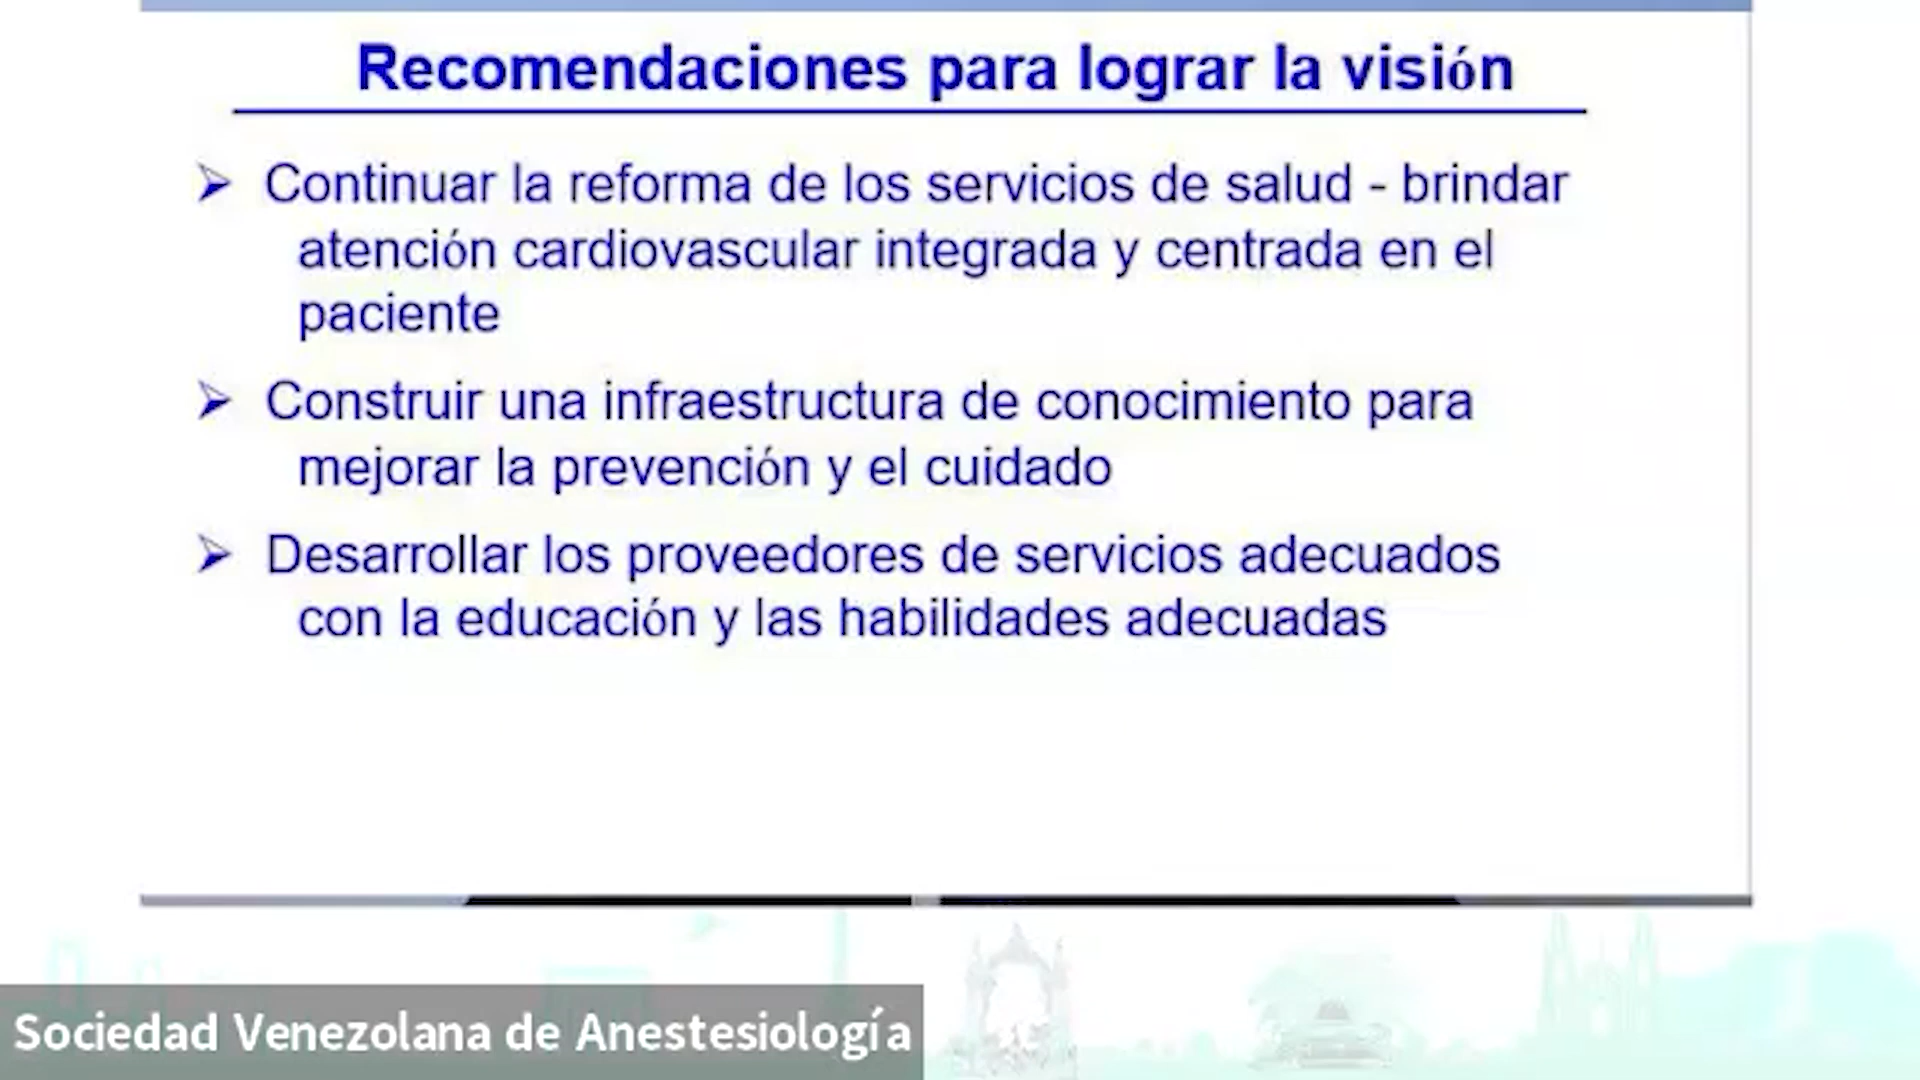 Recomendaciones para lograr la visión
Continuar la reforma de los servicios de salud - brindar
atención cardiovascular integrada y centrada en el
paciente
Construir una infraestructura de conocimiento para
mejorar la prevención y el cuidado
Desarrollar los proveedores de servicios adecuados
con la educación y las habilidades adecuadas
Sociedad Venezolana de Anestesiología